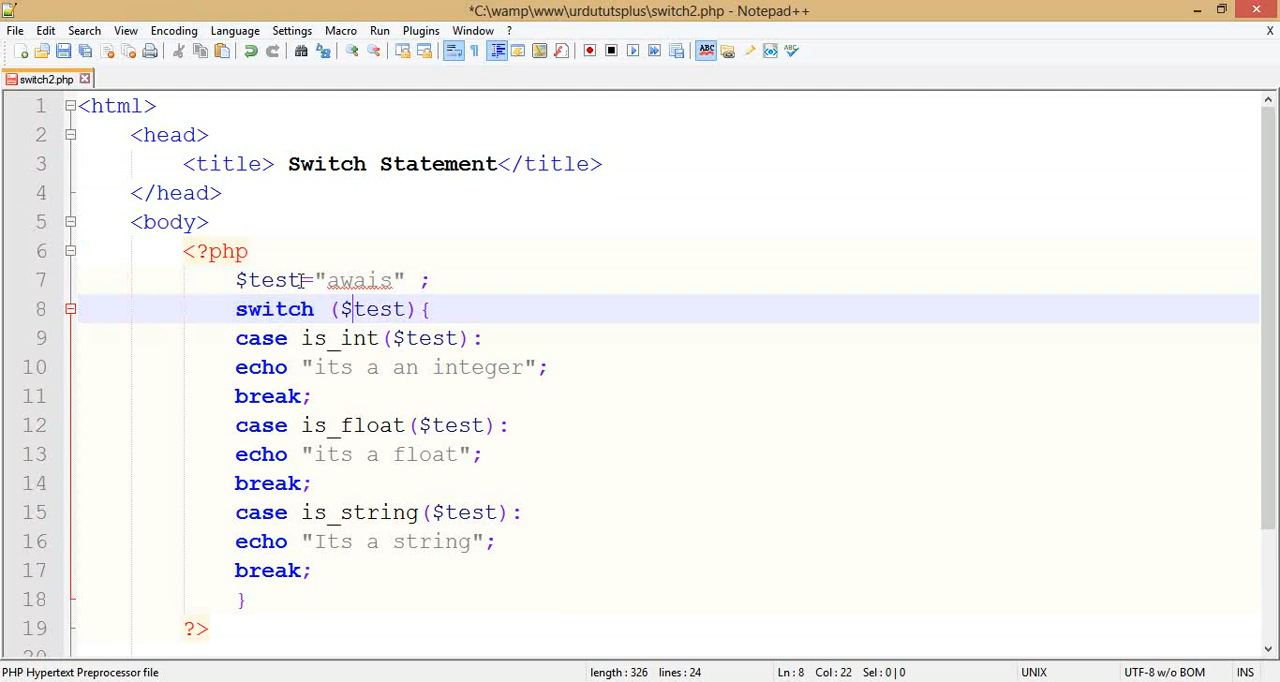 *C:\wamp\www\urdututsplus\switch2.php - Notepad++
File Edit Search View Encoding Language Settings Macro Run Plugins Window ? X
switch2.php
1 <html>
2 <head>
3 <title> Switch Statement</title>
4 </head>
5 <body>
6 <?php
7 $test="awais" ;
8 switch ($test){
9 case is_int($test):
10 echo "its a an integer";
11 break;
12 case is_float($test):
13 echo "its a float";
14 break;
15 case is_string($test):
16 echo "Its a string";
17 break;
18 }
19 ?>
20
PHP Hypertext Preprocessor file length : 326 lines : 24 Ln : 8 Col : 22 Sel : 0 | 0 UNIX UTF-8 w/o BOM INS